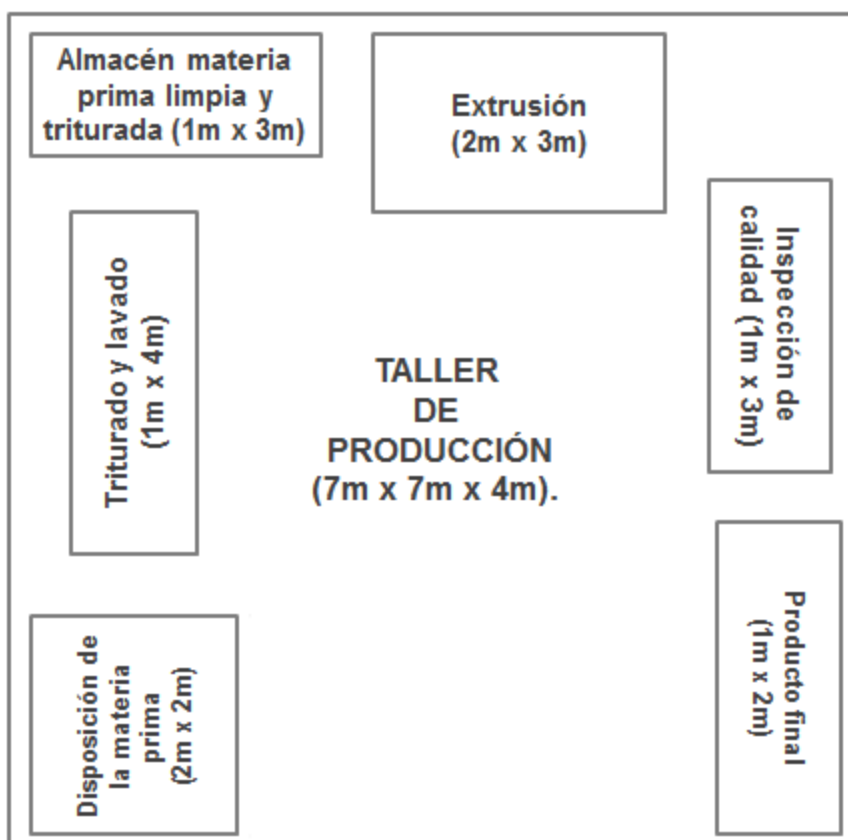 Almacén materia
prima limpia y
triturada (1m x 3m)
Extrusión
(2m x 3m)
Inspección de
calidad (1m x 3m)
Triturado y lavado
(1m x 4m)
TALLER
DE
PRODUCCIÓN
(7m x 7m x 4m).
Disposición de
la materia
prima
(2m x 2m)
Producto final
(1m x 2m)